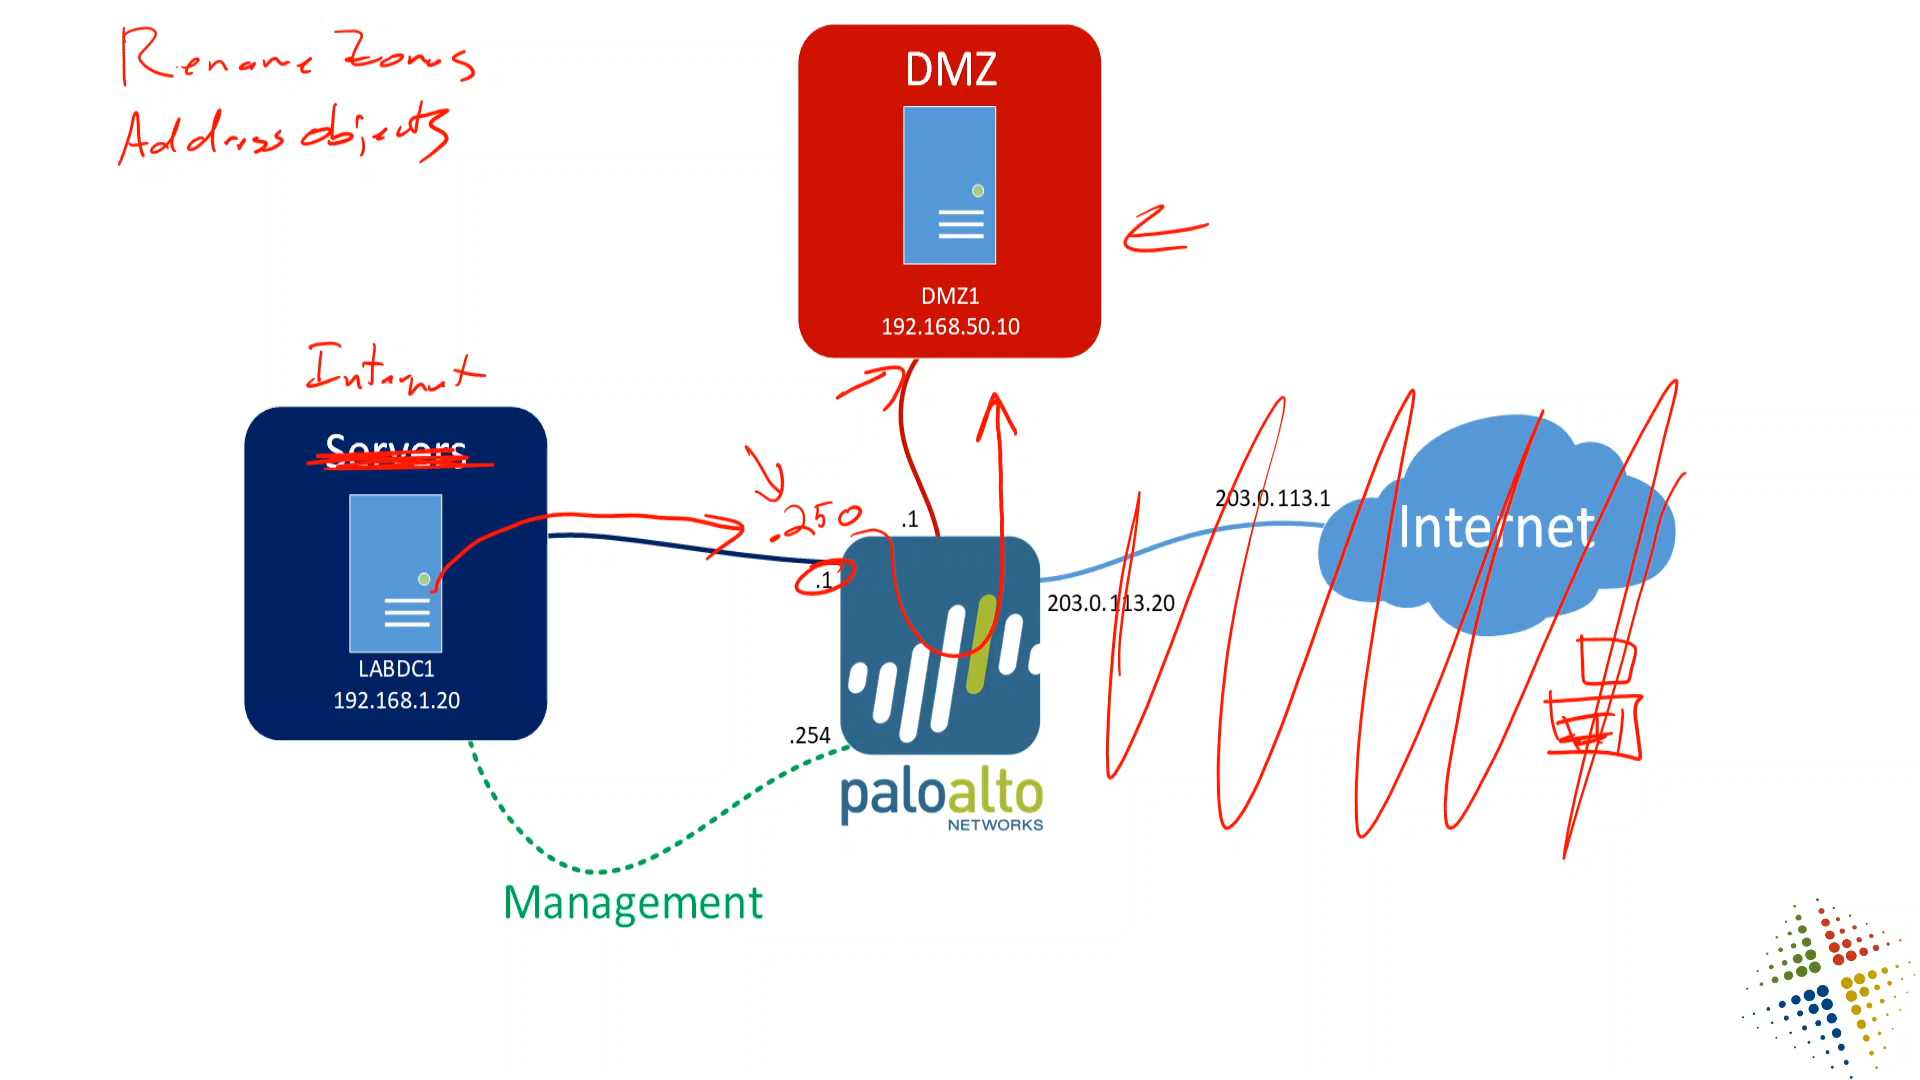 Rename Zones
Address objects
DMZ
DMZ1
192.168.50.10
Internet
Servers
LABDC1
192.168.1.20
.250
.1
.1
.254
203.0.113.1
203.0.113.20
Internet
paloalto
NETWORKS
Management